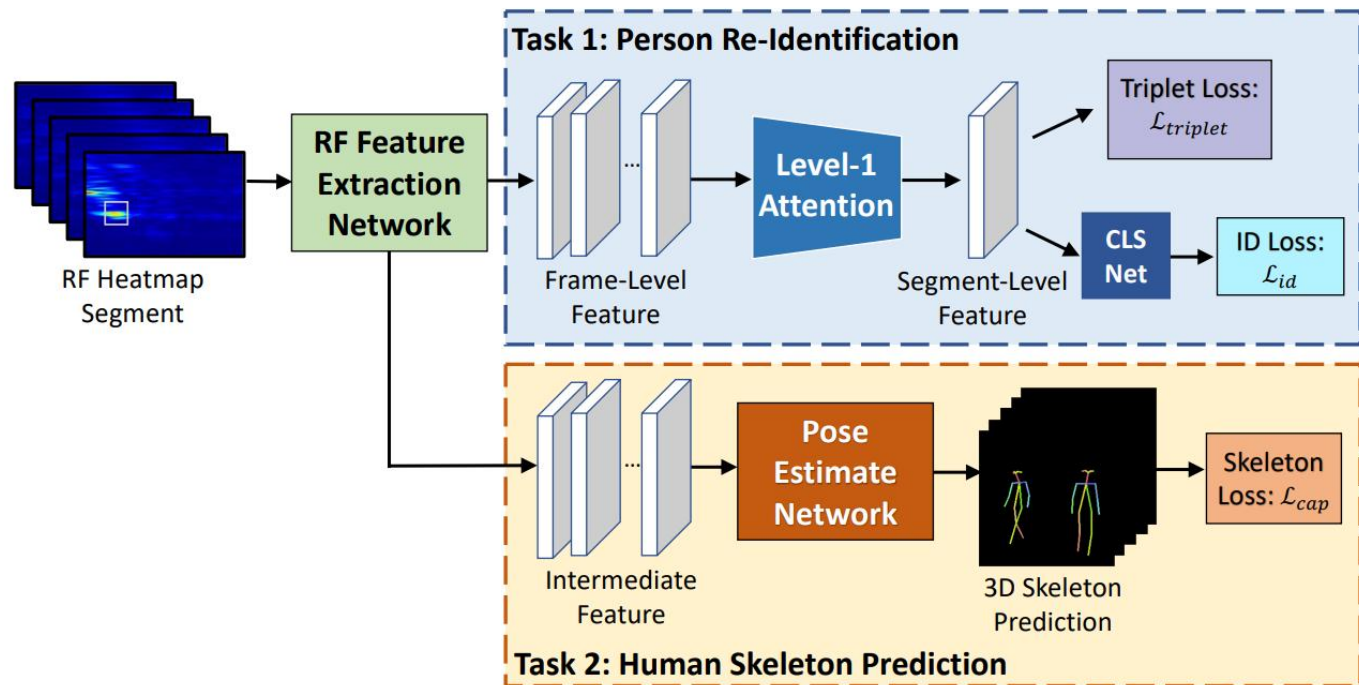 Task 1: Person Re-Identification
RF Heatmap
Segment
RF Feature
Extraction
Network
...
Frame-Level
Feature
Level-1
Attention
Segment-Level
Feature
Triplet Loss:
ℒ_triplet
CLS
Net
ID Loss:
ℒ_id
...
Intermediate
Feature
Pose
Estimate
Network
3D Skeleton
Prediction
Skeleton
Loss: ℒ_cap
Task 2: Human Skeleton Prediction